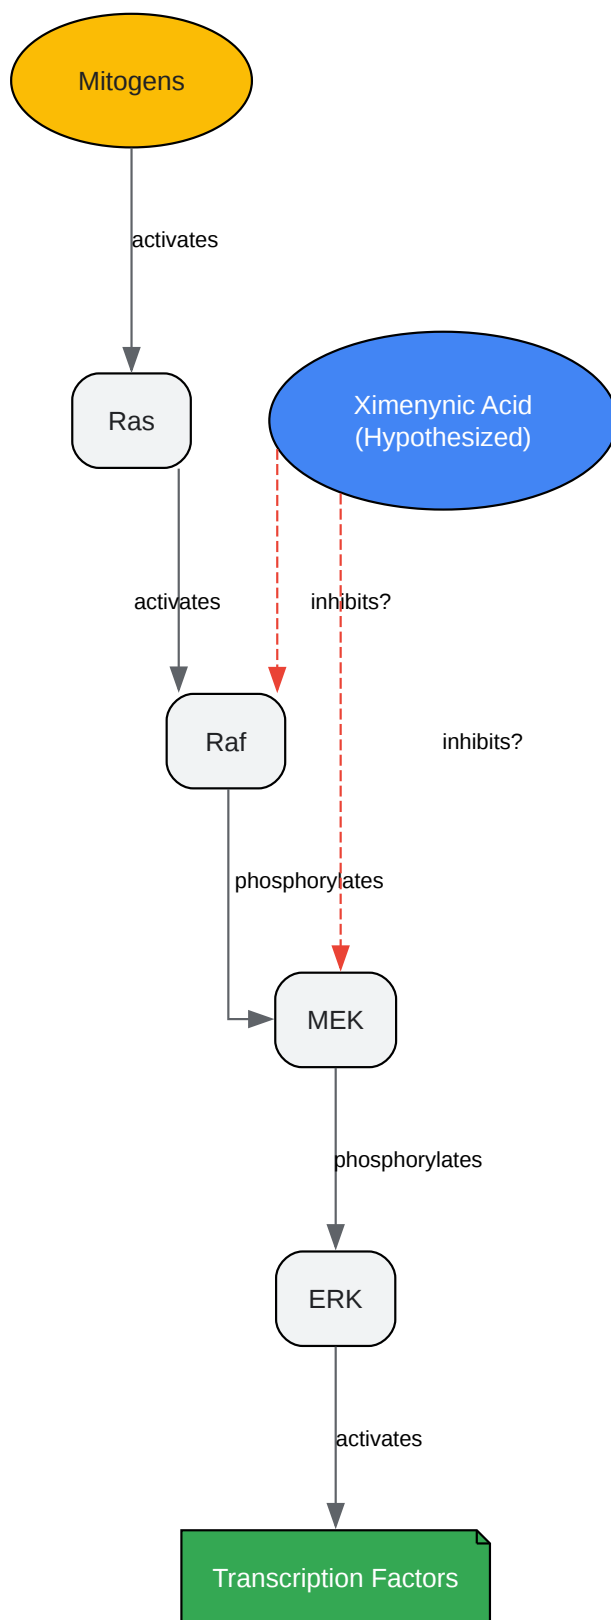 Mitogens
activates
Ras
Ximenynic Acid
(Hypothesized)
activates
inhibits?
Raf
inhibits?
phosphorylates
MEK
phosphorylates
ERK
activates
Transcription Factors